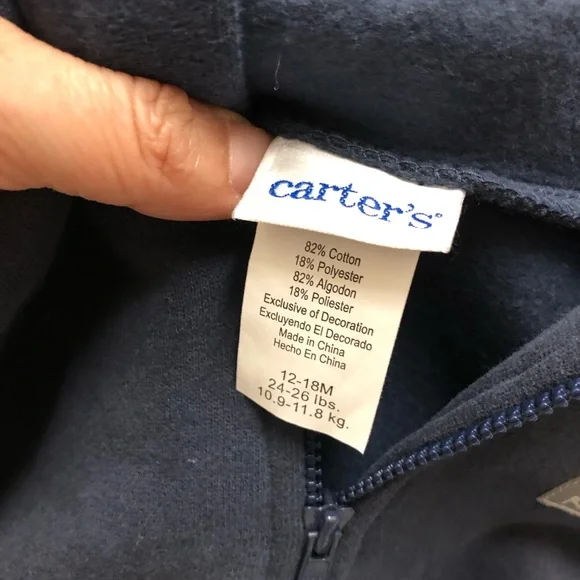 carter's®
82% Cotton
18% Polyester
82% Algodon
18% Poliester
Exclusive of Decoration
Excluyendo El Decorado
Made in China
Hecho En China
12-18M
24-26 lbs.
10.9-11.8 kg.